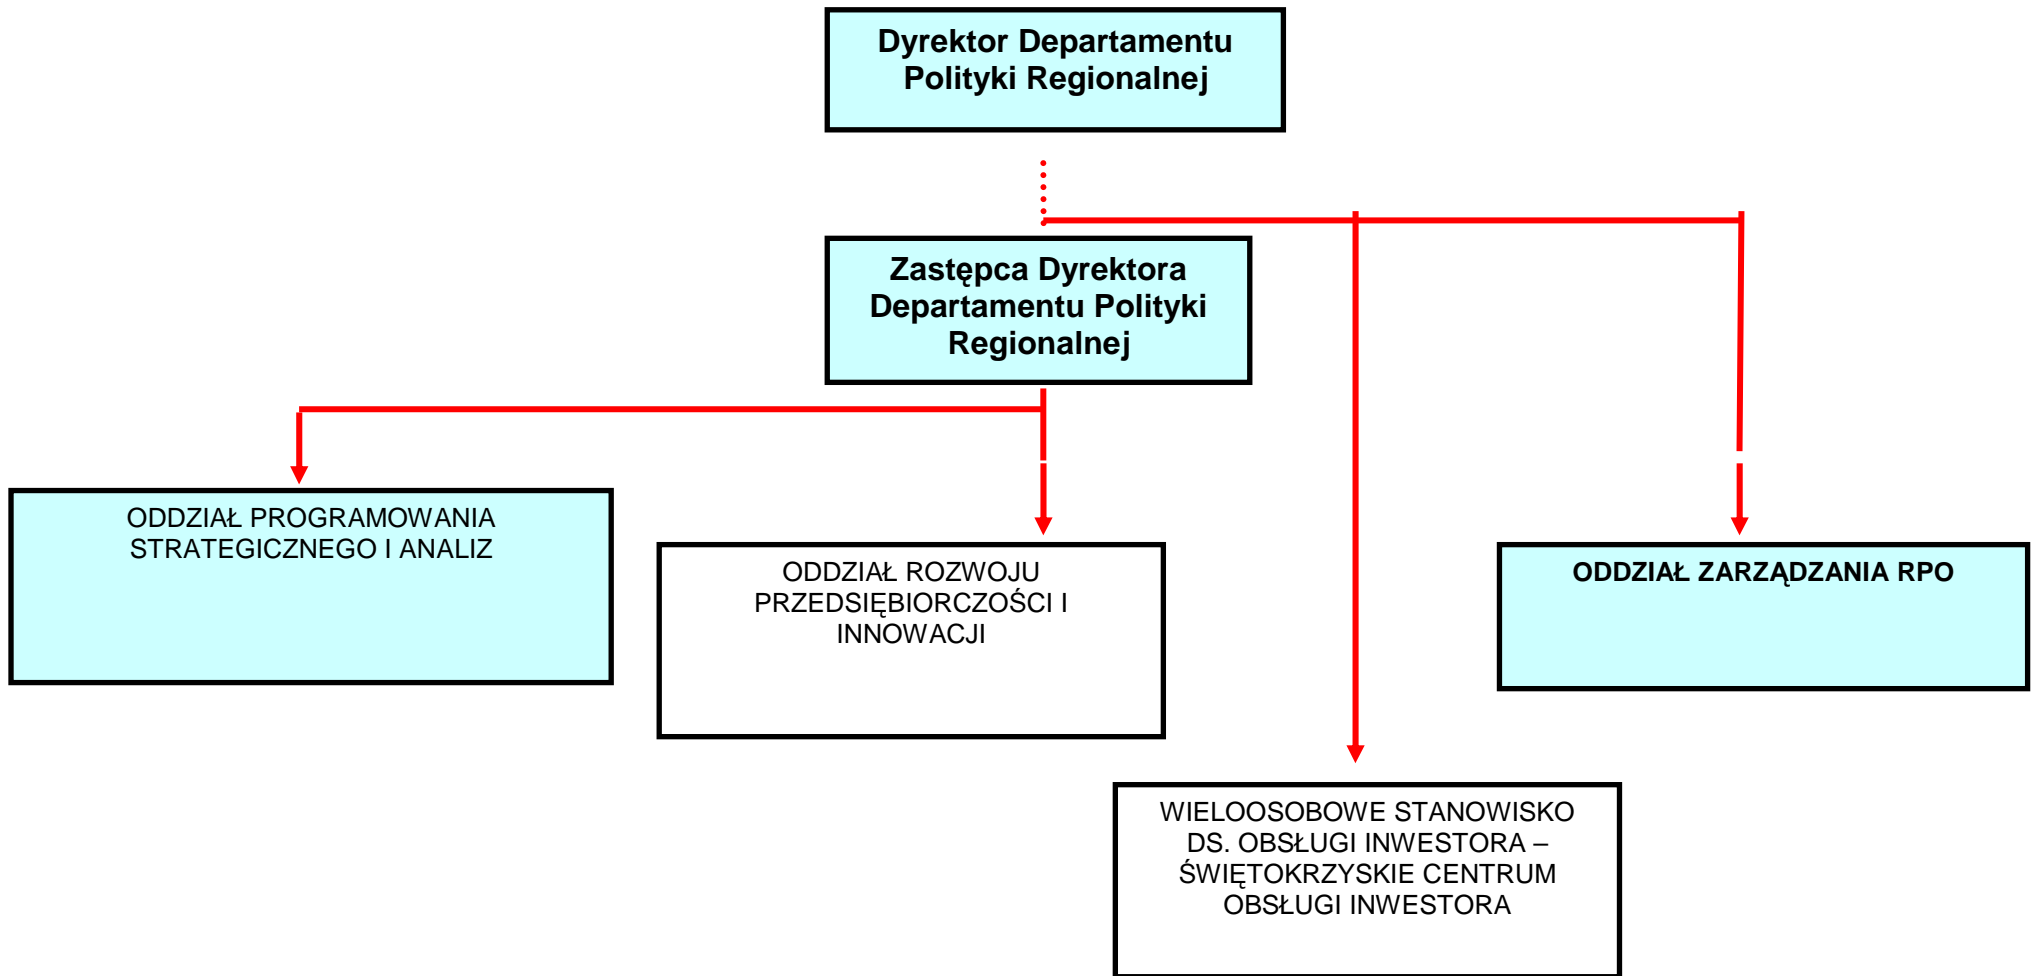 Dyrektor Departamentu
Polityki Regionalnej
Zastępca Dyrektora
Departamentu Polityki
Regionalnej
ODDZIAŁ PROGRAMOWANIA
STRATEGICZNEGO I ANALIZ
ODDZIAŁ ROZWOJU
PRZEDSIĘBIORCZOŚCI I
INNOWACJI
ODDZIAŁ ZARZĄDZANIA RPO
WIELOOSOBOWE STANOWISKO
DS. OBSŁUGI INWESTORA –
ŚWIĘTOKRZYSKIE CENTRUM
OBSŁUGI INWESTORA